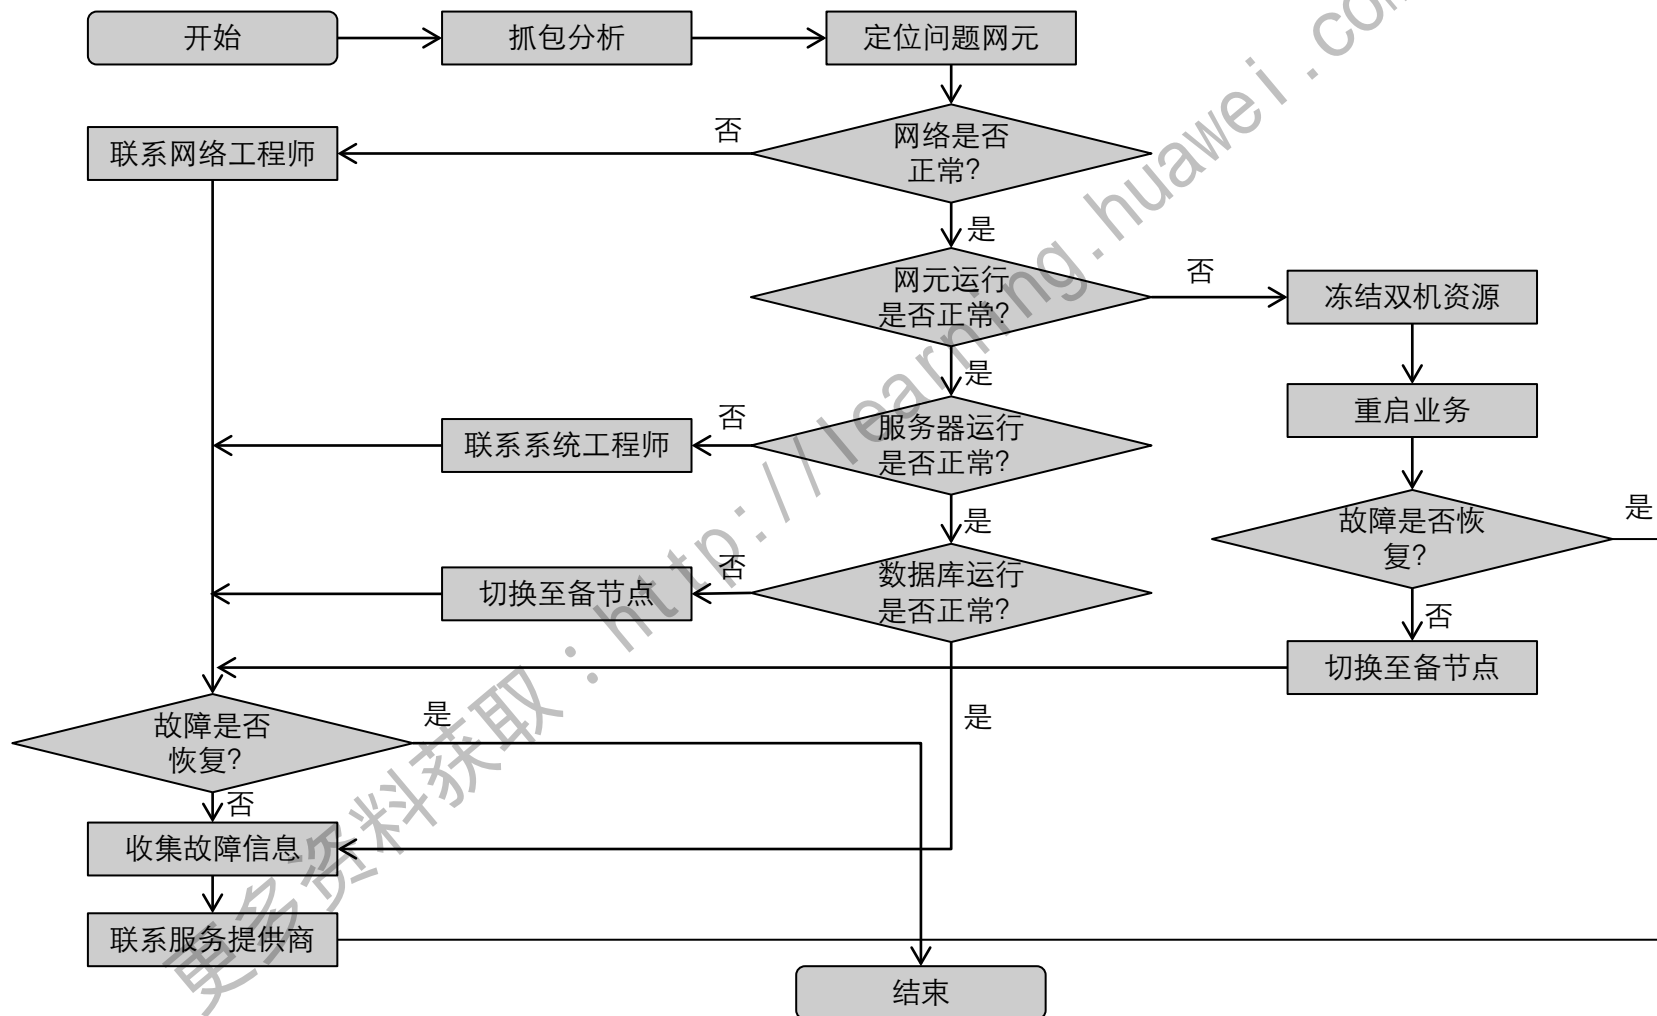 开始
抓包分析
定位问题网元
网络是否
正常?
否
联系网络工程师
是
网元运行
是否正常?
否
冻结双机资源
是
重启业务
服务器运行
是否正常?
否
联系系统工程师
是
故障是否恢
复?
是
数据库运行
是否正常?
否
切换至备节点
否
切换至备节点
是
故障是否
恢复?
是
否
收集故障信息
联系服务提供商
结束
更多资料获取：http://learning.huawei.com